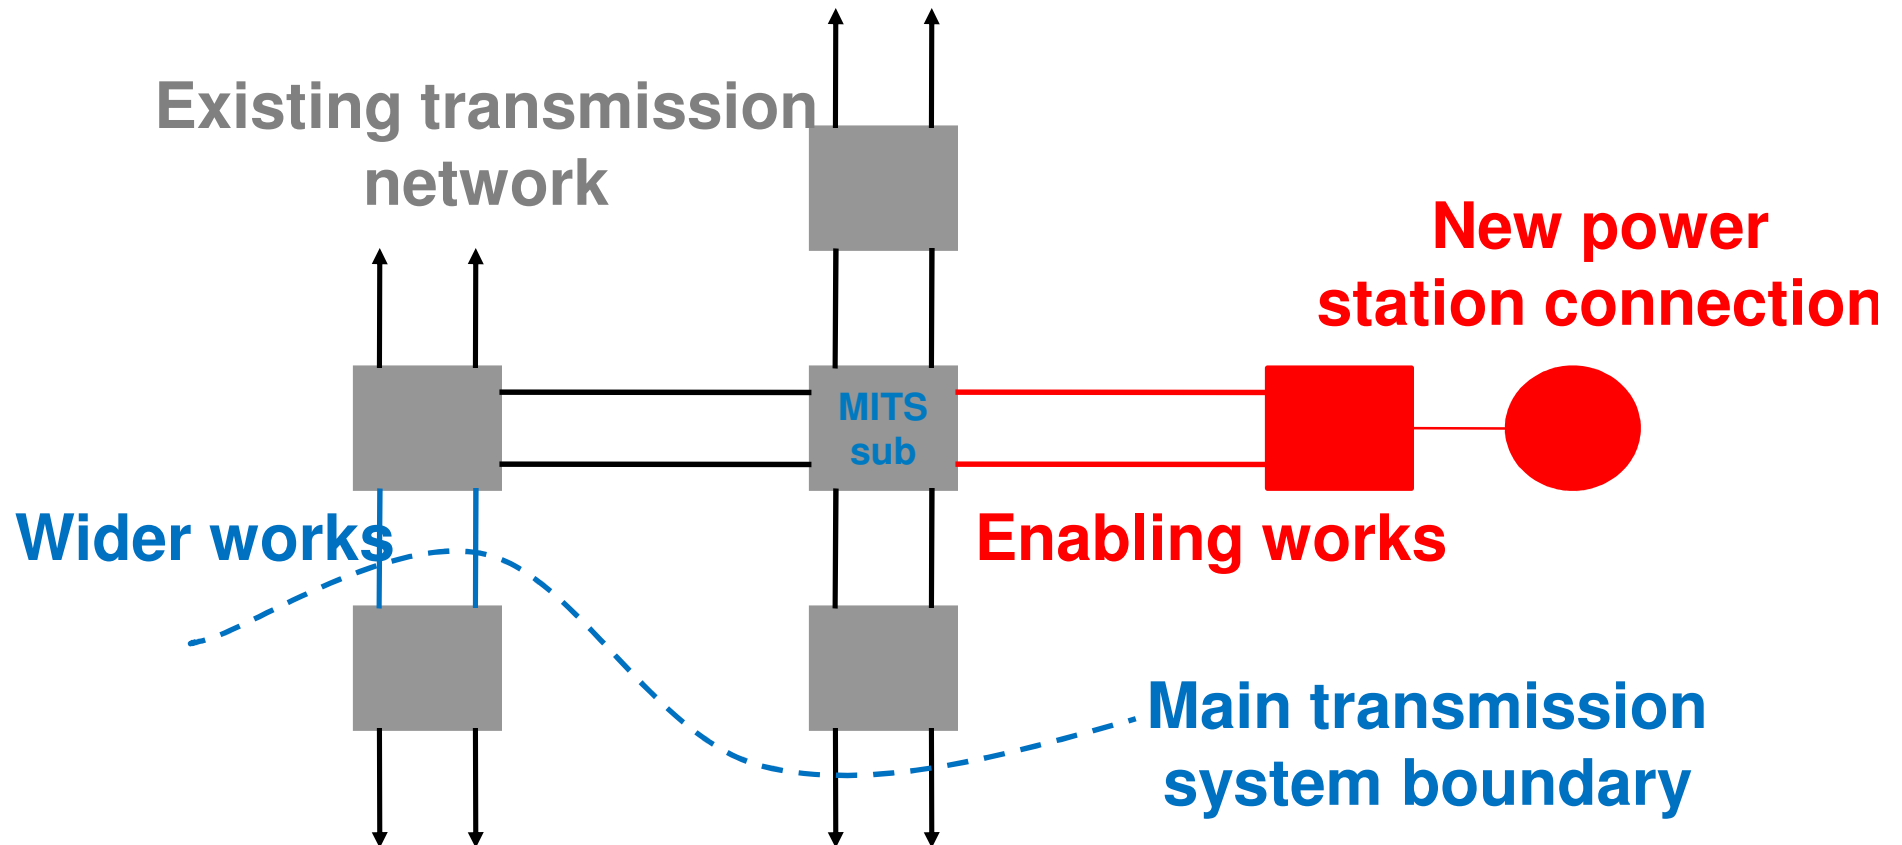 Existing transmission
network
New power
station connection
MITS
sub
Wider works
Enabling works
Main transmission
system boundary